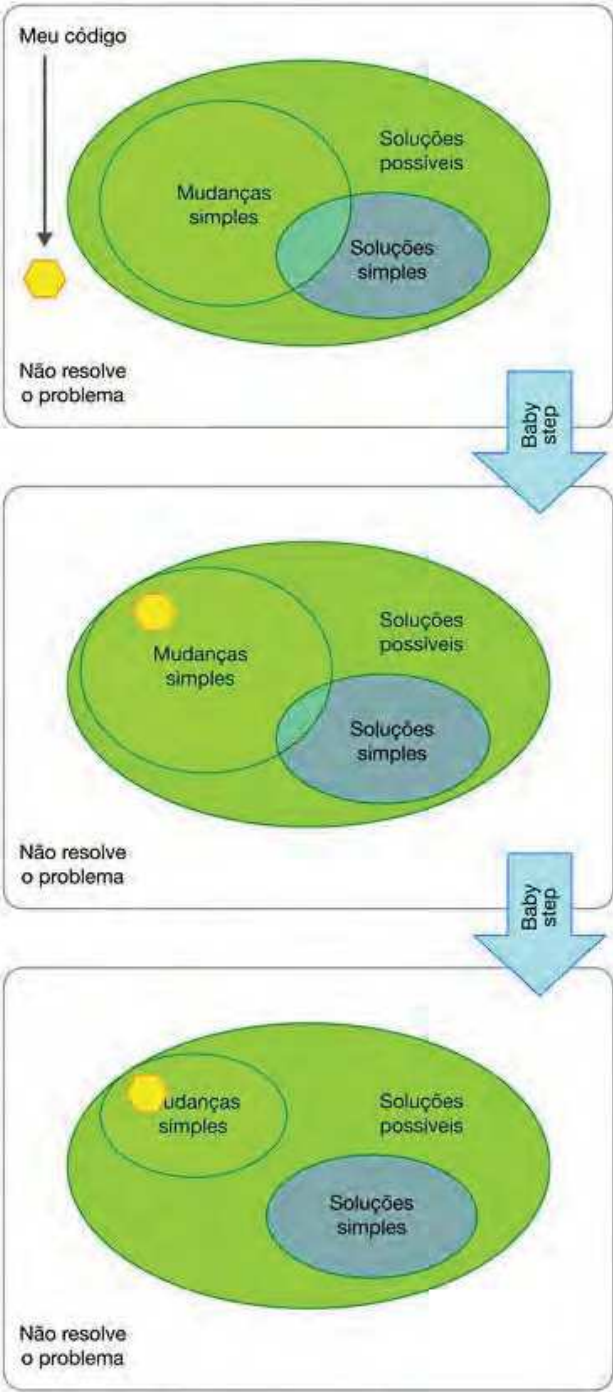 Meu código
Soluções
possíveis
Mudanças
simples
Soluções
simples
Não resolve
o problema
Baby
step
Soluções
possíveis
Mudanças
simples
Soluções
simples
Não resolve
o problema
Baby
step
udanças
simples
Soluções
possíveis
Soluções
simples
Não resolve
o problema